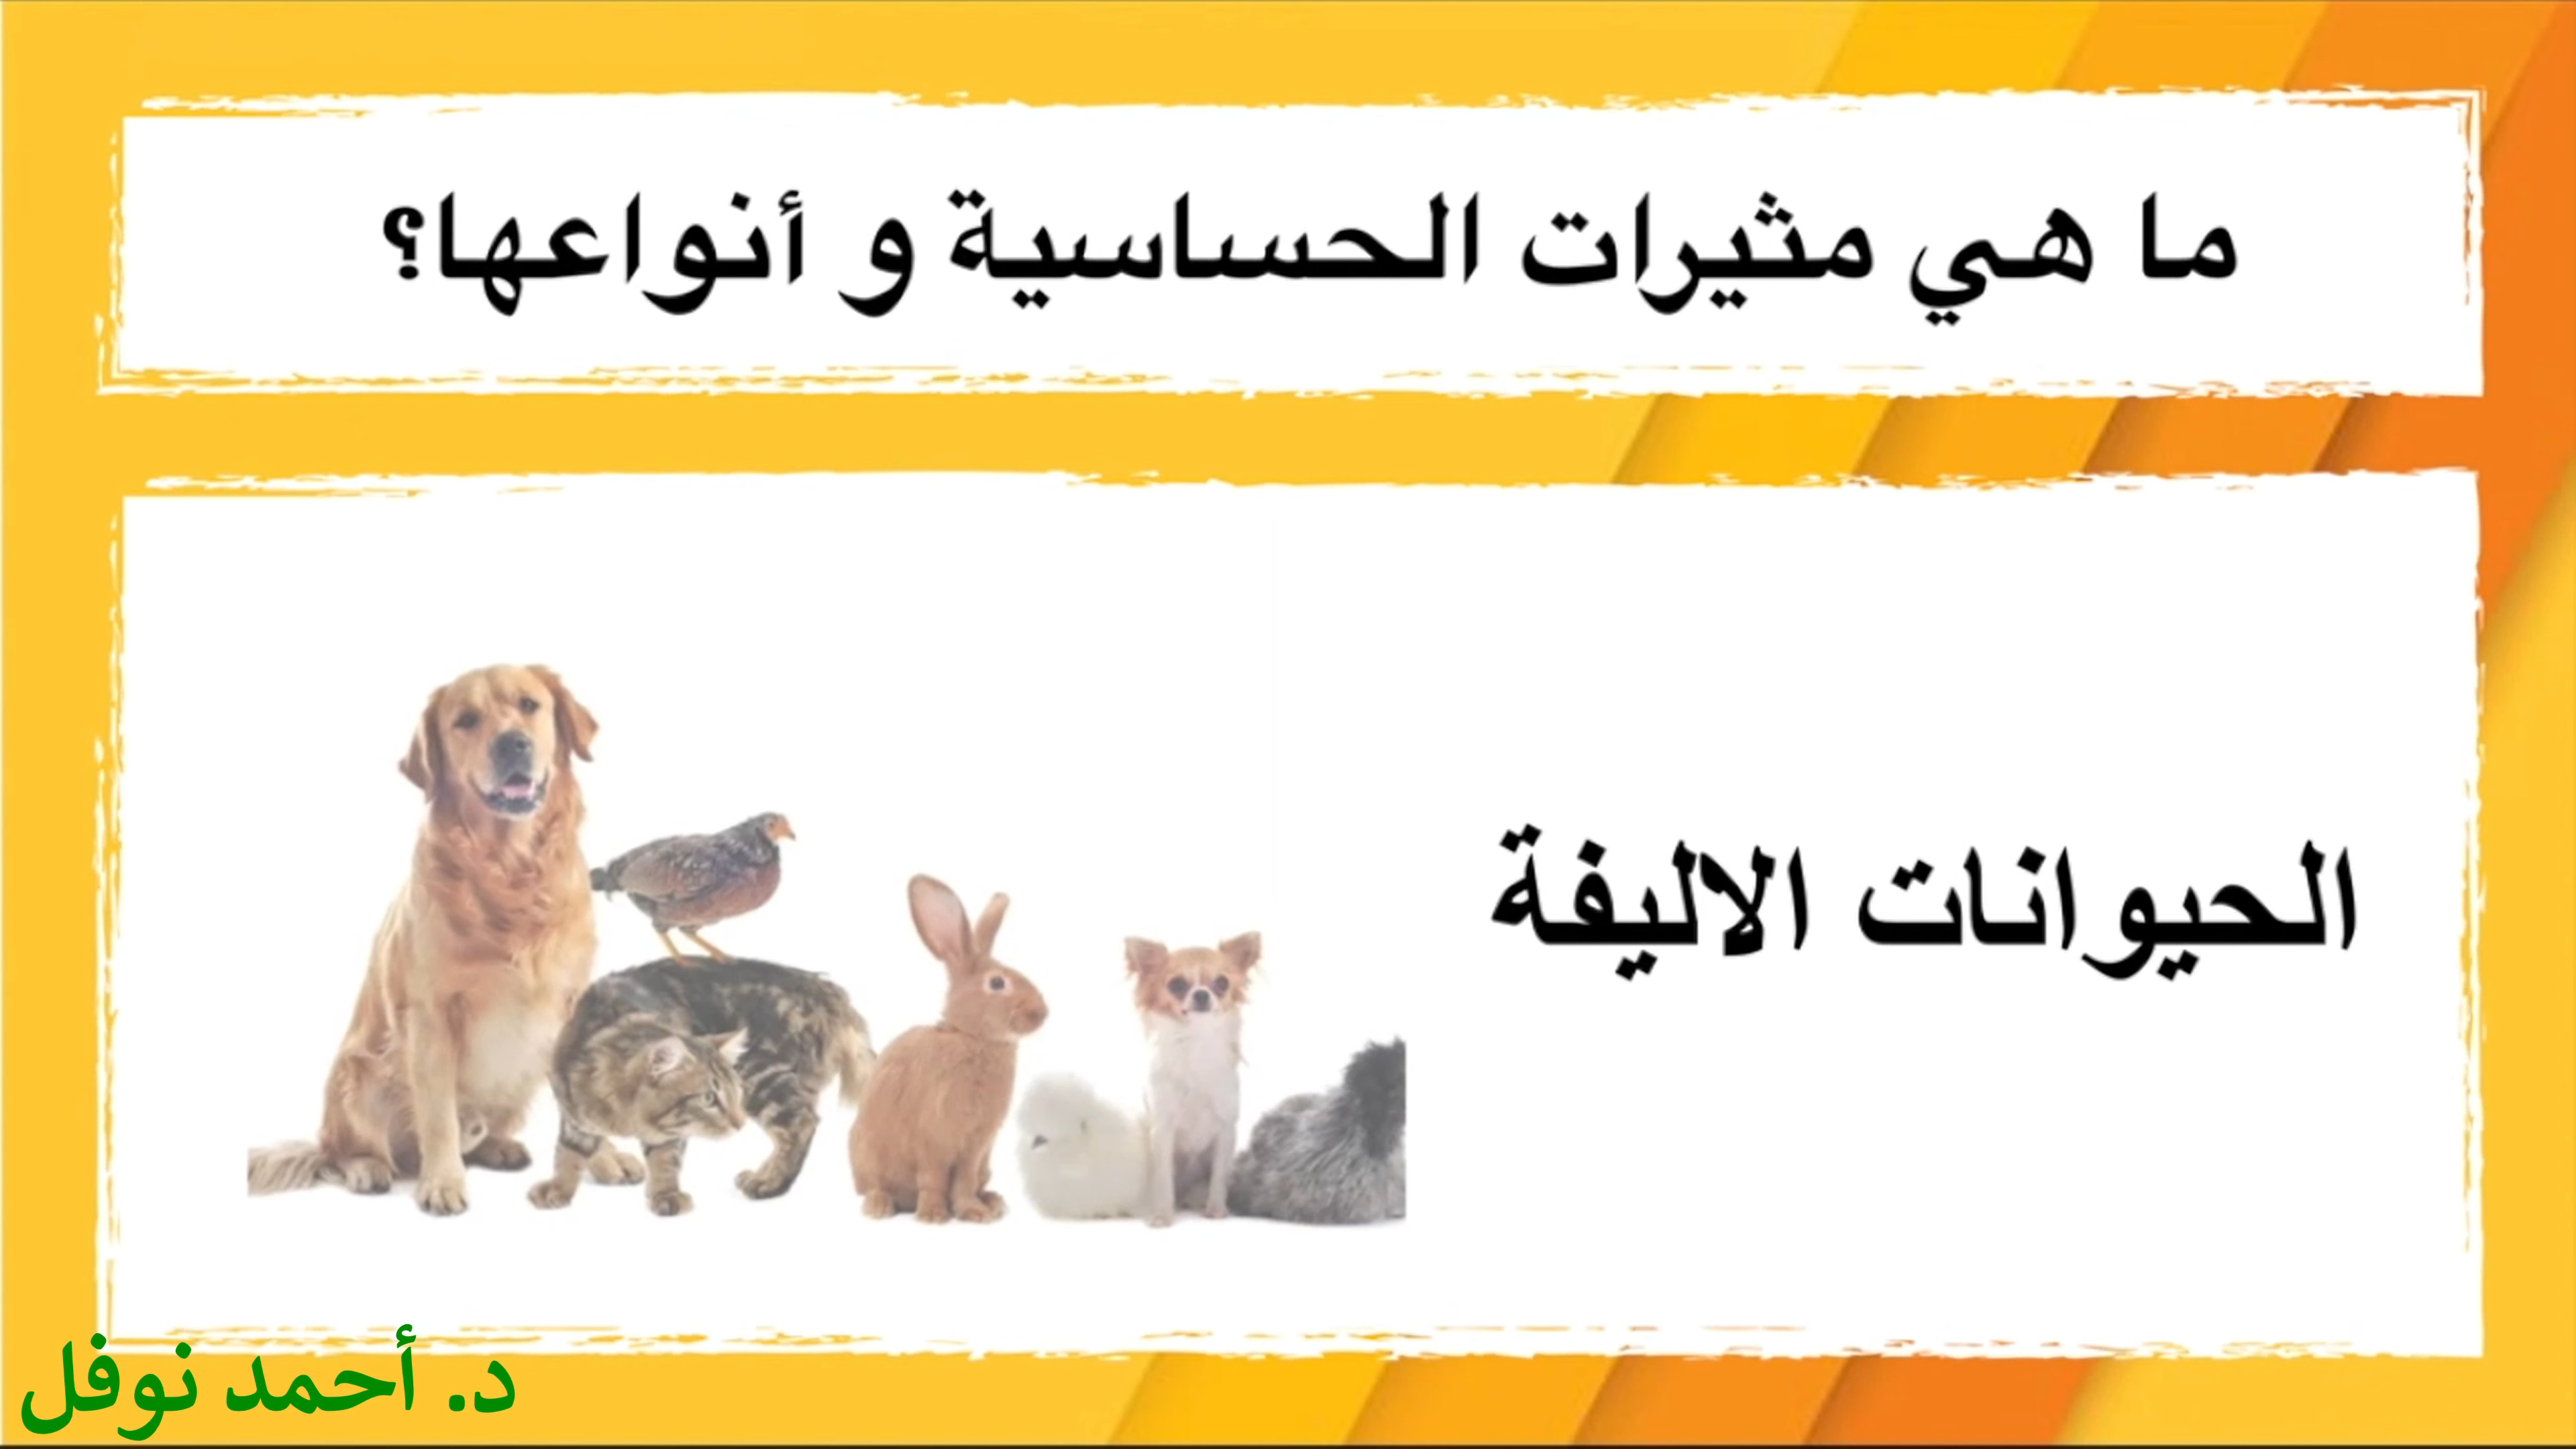 ما هي مثيرات الحساسية و أنواعها؟
الحيوانات الاليفة
د. أحمد نوفل